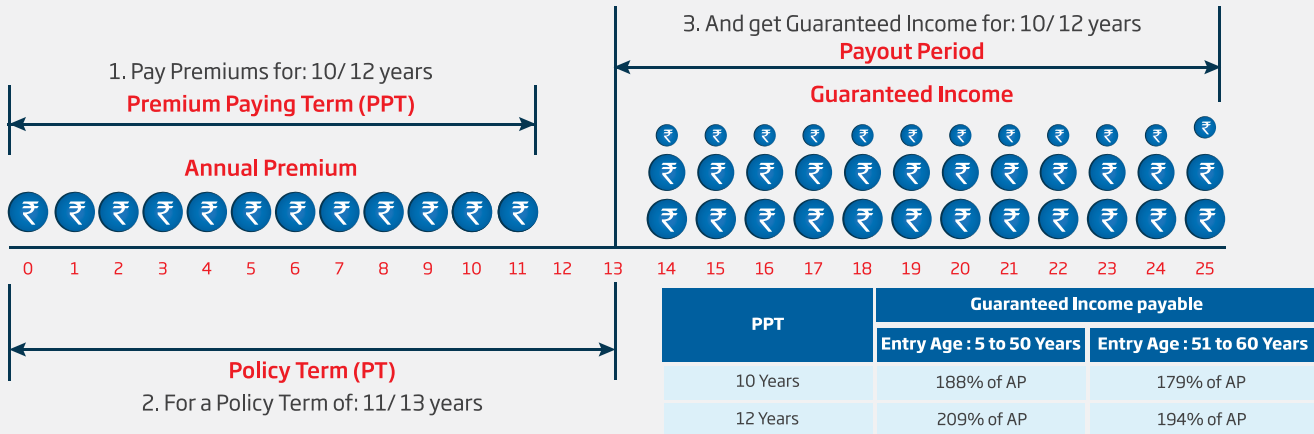 3. And get Guaranteed Income for: 10/ 12 years
Payout Period
1. Pay Premiums for: 10/ 12 years
Premium Paying Term (PPT)
Guaranteed Income
Annual Premium
₹ ₹ ₹ ₹ ₹ ₹ ₹ ₹ ₹ ₹ ₹ ₹
₹ ₹ ₹ ₹ ₹ ₹ ₹ ₹ ₹ ₹ ₹ ₹
₹ ₹ ₹ ₹ ₹ ₹ ₹ ₹ ₹ ₹ ₹ ₹ ₹ ₹ ₹ ₹ ₹ ₹ ₹ ₹ ₹ ₹ ₹ ₹
0 1 2 3 4 5 6 7 8 9 10 11 12 13 14 15 16 17 18 19 20 21 22 23 24 25
Policy Term (PT)
2. For a Policy Term of: 11/ 13 years
PPT Guaranteed Income payable
Entry Age : 5 to 50 Years Entry Age : 51 to 60 Years
10 Years 188% of AP 179% of AP
12 Years 209% of AP 194% of AP